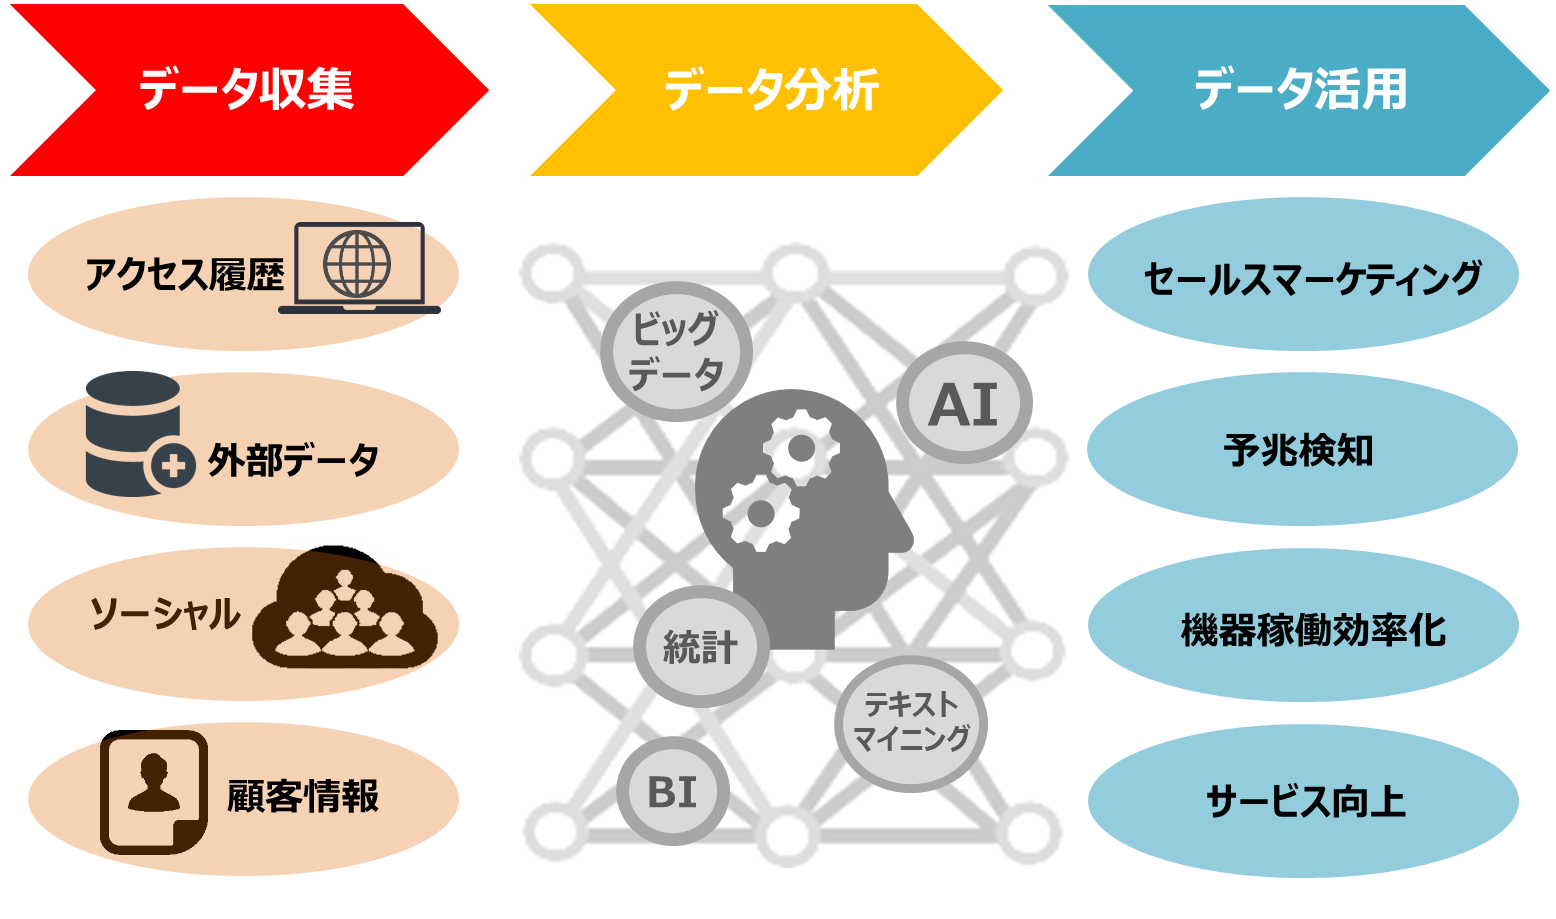 データ収集
データ分析
データ活用
アクセス履歴
外部データ
ソーシャル
顧客情報
ビッグ
データ
AI
統計
テキスト
マイニング
BI
セールスマーケティング
予兆検知
機器稼働効率化
サービス向上